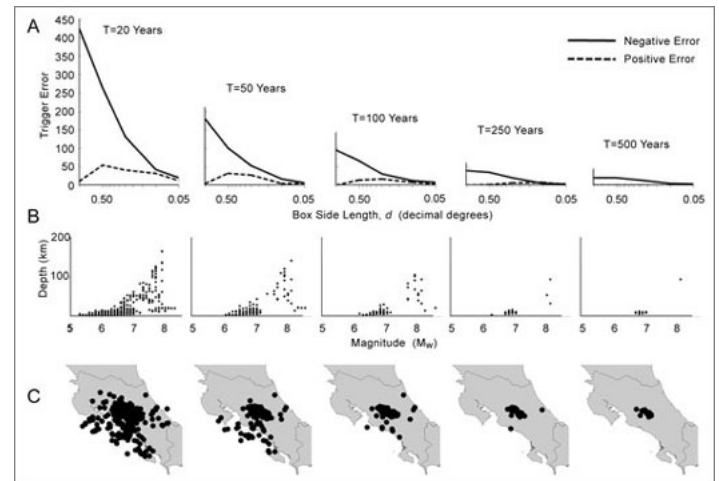 A
T=20 Years
Negative Error
Positive Error
T=50 Years
T=100 Years
T=250 Years
T=500 Years
Trigger Error
450
400
350
300
250
200
150
100
50
0
0.50 0.05 0.50 0.05 0.50 0.05 0.50 0.05 0.50 0.05
Box Side Length, d (decimal degrees)
B
Depth (km)
200
100
5 6 7 8 5 6 7 8 5 6 7 8 5 6 7 8 5 6 7 8
Magnitude (Mw)
C